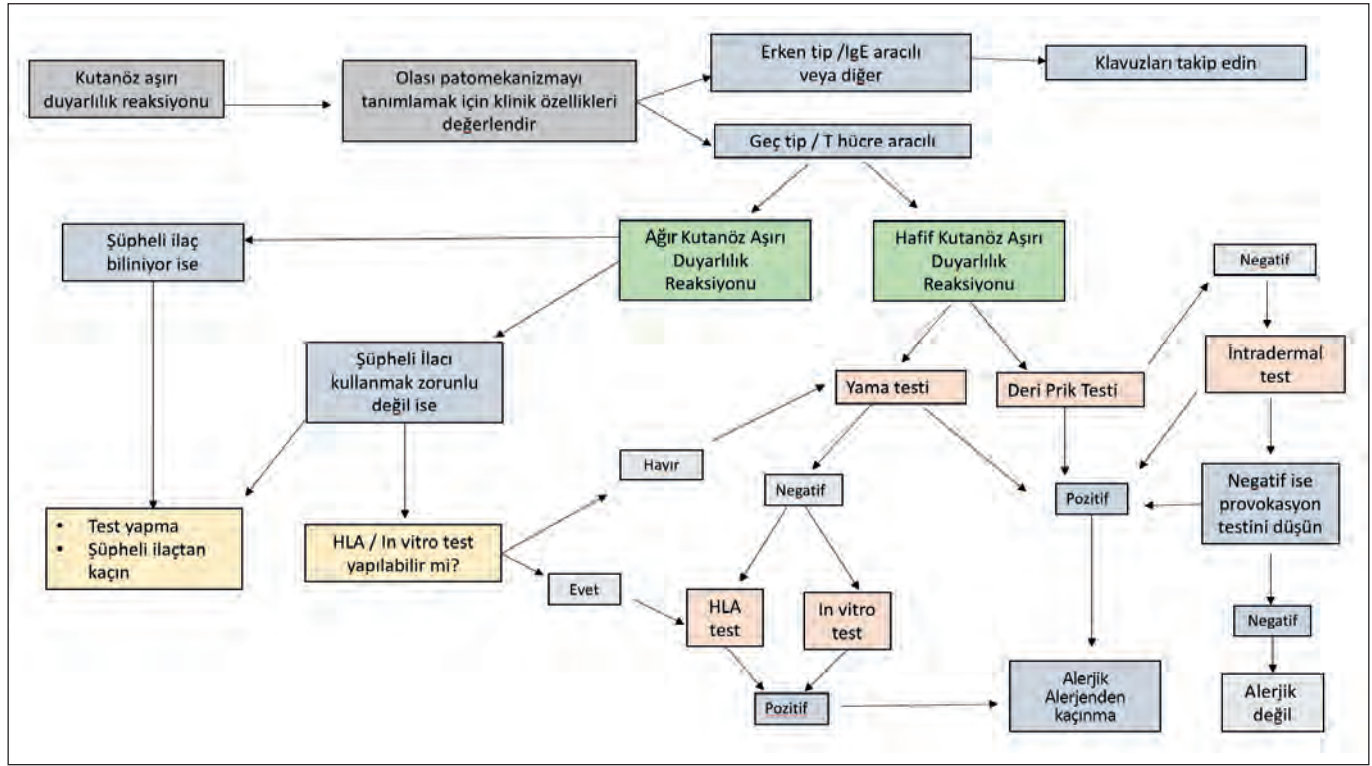 Kutanöz aşırı
duyarlılık reaksiyonu
Olası patomekanizmayı
tanımlamak için klinik özellikleri
değerlendir
Erken tip /IgE aracılı
veya diğer
Klavuzları takip edin
Geç tip / T hücre aracılı
Şüpheli ilaç
biliniyor ise
Ağır Kutanöz Aşırı
Duyarlılık
Reaksiyonu
Hafif Kutanöz Aşırı
Duyarlılık
Reaksiyonu
Negatif
Şüpheli İlacı
kullanmak zorunlu
değil ise
Yama testi
Deri Prik Testi
İntradermal
test
Hayır
Negatif
Pozitif
Negatif ise
provokasyon
testini düşün
• Test yapma
• Şüpheli ilaçtan
kaçın
HLA / In vitro test
yapılabilir mi?
Evet
HLA
test
In vitro
test
Negatif
Pozitif
Alerjik
Alerjenden
kaçınma
Alerjik
değil